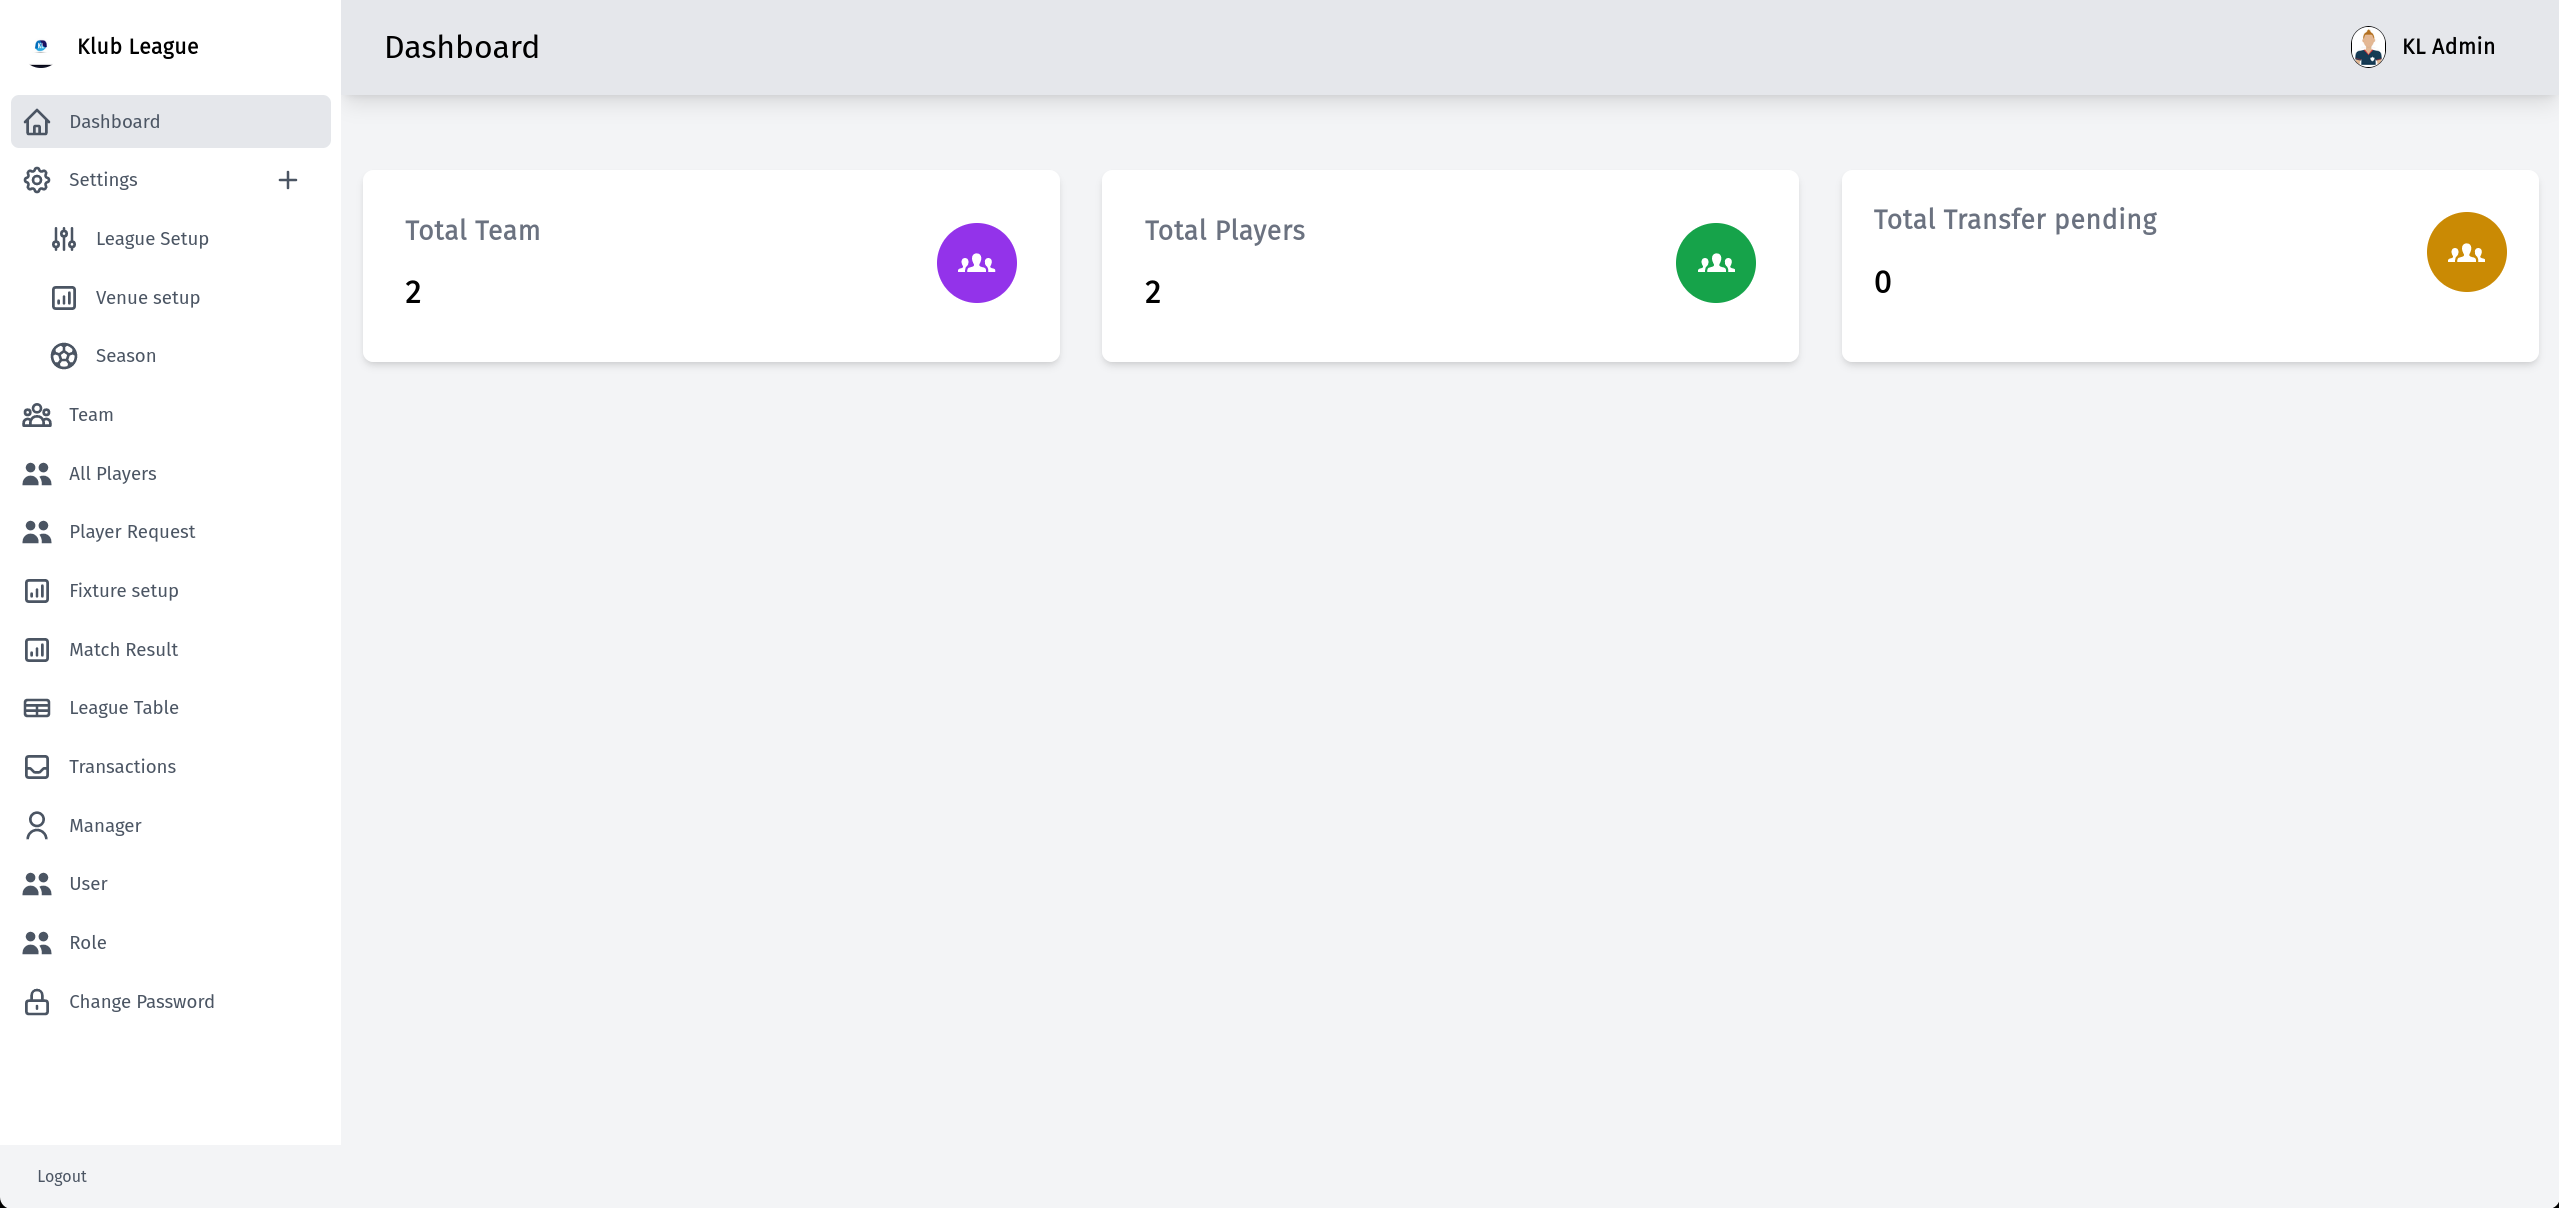 Klub League
Dashboard
Settings
League Setup
Venue setup
Season
Team
All Players
Player Request
Fixture setup
Match Result
League Table
Transactions
Manager
User
Role
Change Password
Logout
Dashboard
KL Admin
Total Team
2
Total Players
2
Total Transfer pending
0